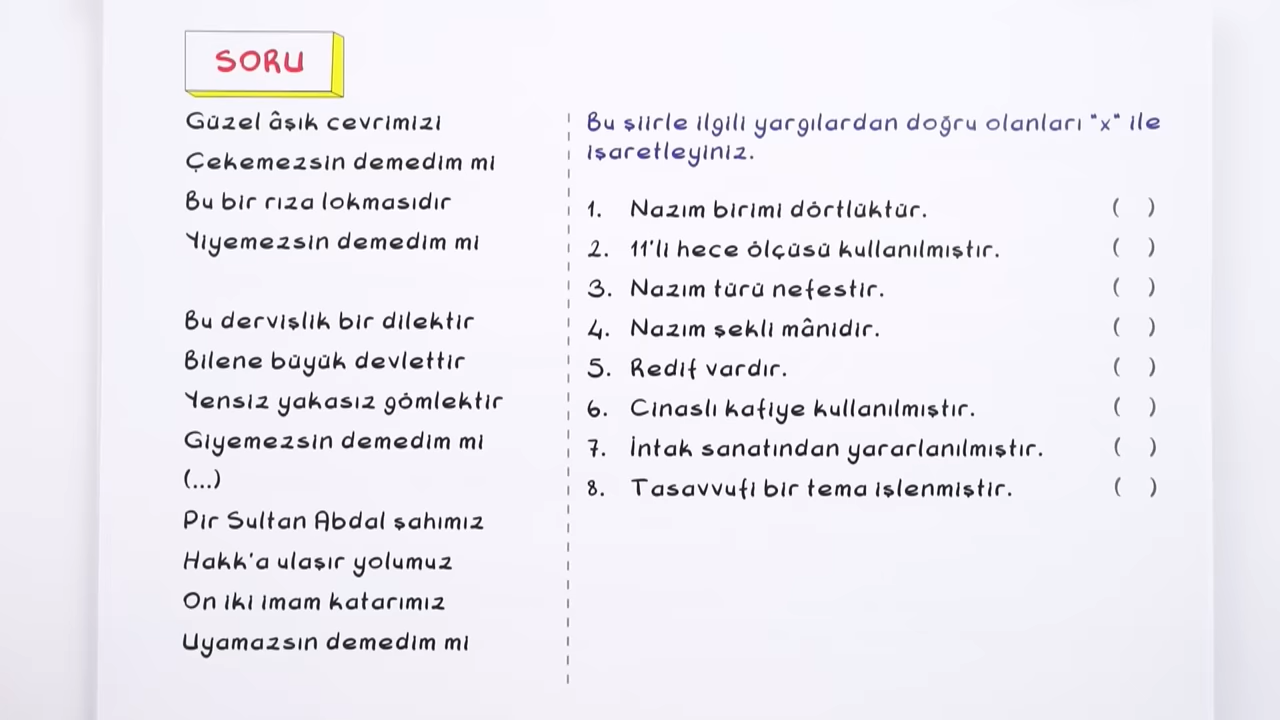 SORU
Güzel âşık cevrimizi
Çekemezsin demedim mi
Bu bir rıza lokmasıdır
Yiyemezsin demedim mi
Bu dervişlik bir dilektir
Bilene büyük devlettir
Yensiz yakasız gömlektir
Giyemezsin demedim mi
(...)
Pir Sultan Abdal şahımız
Hakk'a ulaşır yolumuz
On iki imam katarımız
Uyamazsın demedim mi
Bu şiirle ilgili yargılardan doğru olanları "x" ile
işaretleyiniz.
1. Nazım birimi dörtlüktür. ( )
2. 11'li hece ölçüsü kullanılmıştır. ( )
3. Nazım türü nefestir. ( )
4. Nazım şekli mânidir. ( )
5. Redif vardır. ( )
6. Cinaslı kafiye kullanılmıştır. ( )
7. İntak sanatından yararlanılmıştır. ( )
8. Tasavvufi bir tema işlenmiştir. ( )